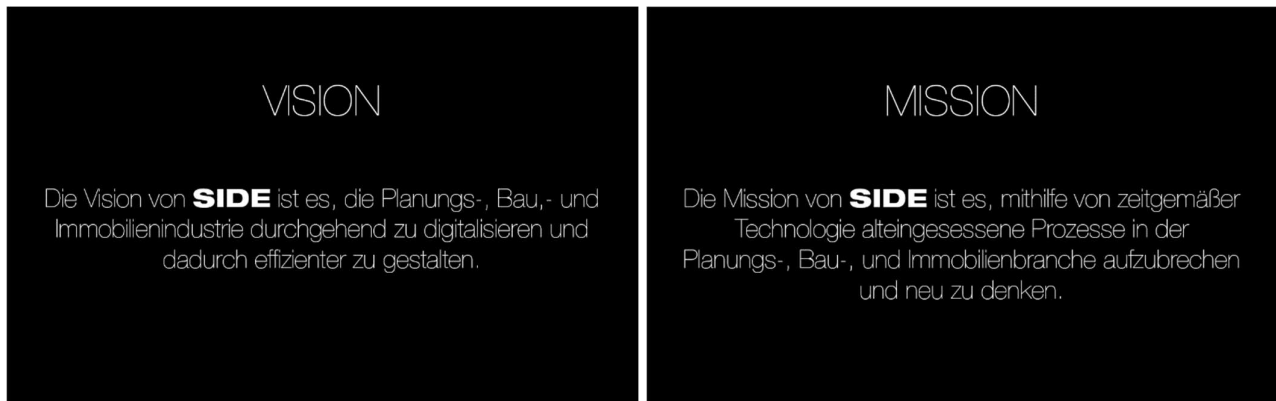 VISION
Die Vision von SIDE ist es, die Planungs-, Bau,- und
Immobilienindustrie durchgehend zu digitalisieren und
dadurch effizienter zu gestalten.
MISSION
Die Mission von SIDE ist es, mithilfe von zeitgemäßer
Technologie alteingesessene Prozesse in der
Planungs-, Bau-, und Immobilienbranche aufzubrechen
und neu zu denken.